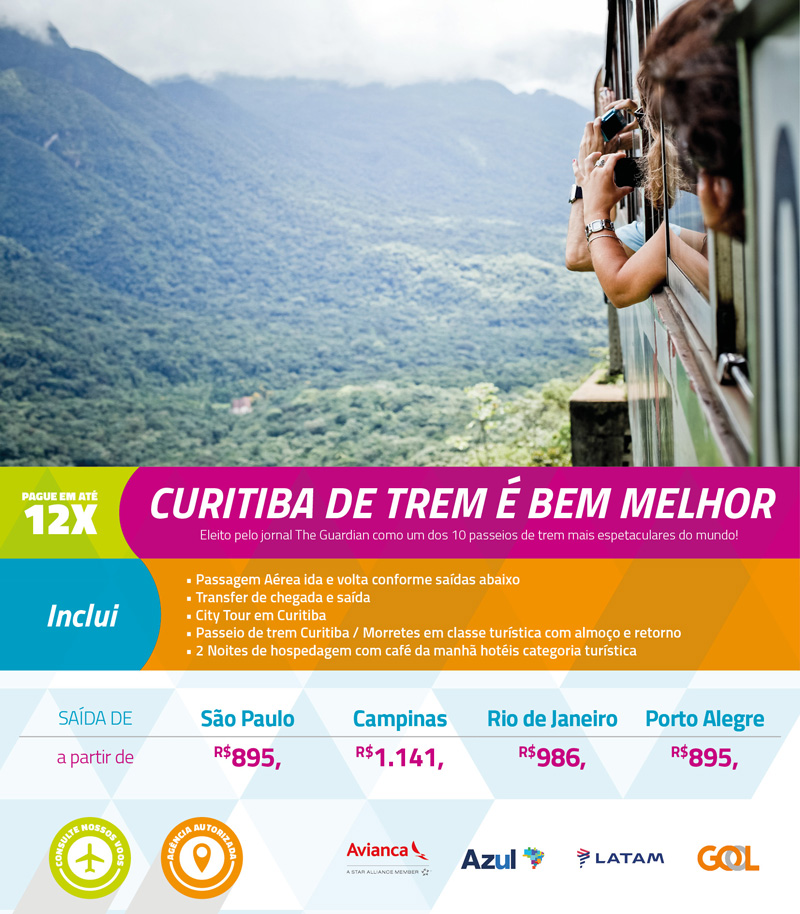 PAGUE EM ATÉ
12X
CURITIBA DE TREM É BEM MELHOR
Eleito pelo jornal The Guardian como um dos 10 passeios de trem mais espetaculares do mundo!
Inclui
• Passagem Aérea ida e volta conforme saídas abaixo
• Transfer de chegada e saída
• City Tour em Curitiba
• Passeio de trem Curitiba / Morretes em classe turística com almoço e retorno
• 2 Noites de hospedagem com café da manhã hotéis categoria turística
SAÍDA DE São Paulo Campinas Rio de Janeiro Porto Alegre
a partir de R$895, R$1.141, R$986, R$895,
CONSULTE NOSSOS VOOS
AGÊNCIA AUTORIZADA
Avianca
A STAR ALLIANCE MEMBER
Azul
LATAM
GOL